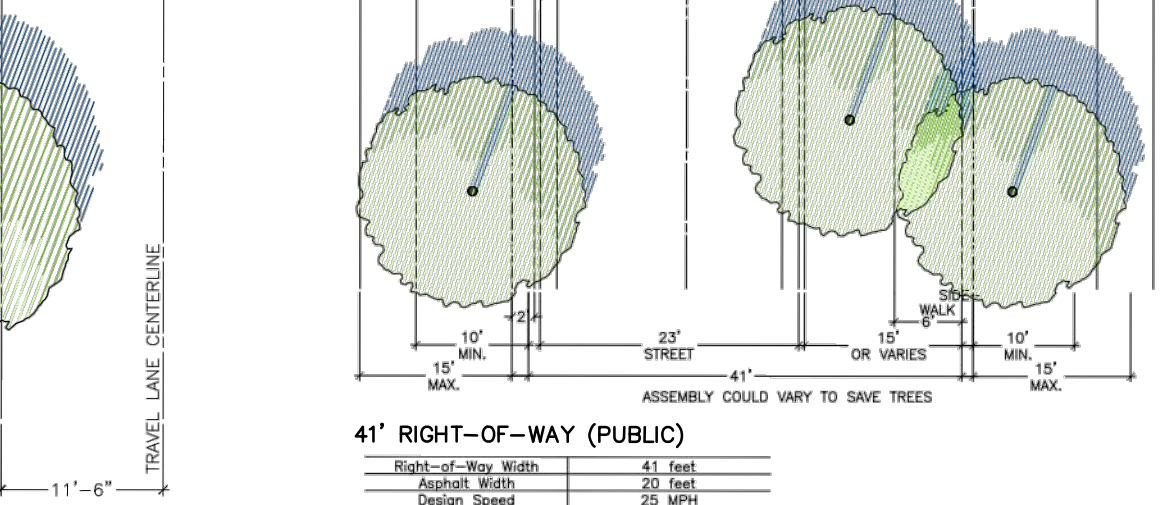 TRAVEL LANE CENTERLINE
11'-6"
SIDE
WALK
2'
6'
10'
MIN.
23'
STREET
15'
OR VARIES
10'
MIN.
15'
MAX.
41'
15'
MAX.
ASSEMBLY COULD VARY TO SAVE TREES
41' RIGHT-OF-WAY (PUBLIC)
Right-of-Way Width 41 feet
Asphalt Width 20 feet
Design Speed 25 MPH